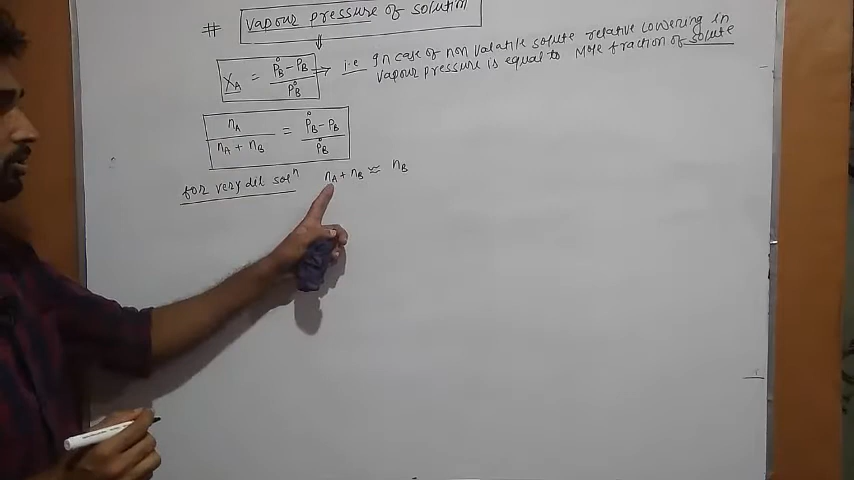 # vapour pressure of solution
X_A = (P°_B - P_B) / P°_B ⇒ i.e In case of non valatile solute relative lowering in
vapour pressure is equal to Mole fraction of solute
n_A / (n_A + n_B) = (P°_B - P_B) / P°_B
for very dil solⁿ n_A + n_B ≈ n_B